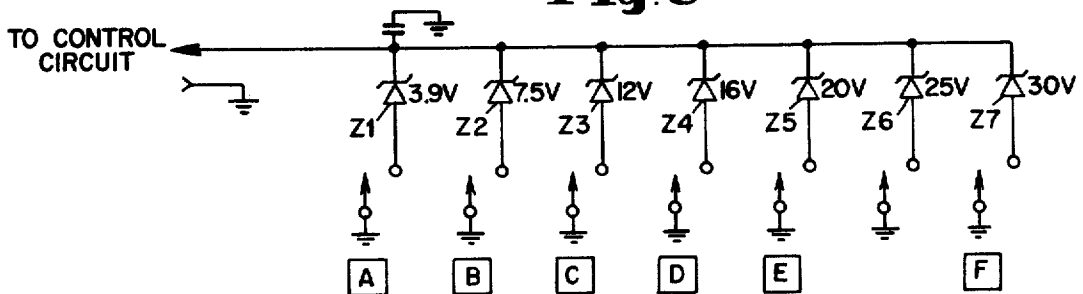 TO CONTROL
CIRCUIT
3.9V 7.5V 12V 16V 20V 25V 30V
Z1 Z2 Z3 Z4 Z5 Z6 Z7
A B C D E F